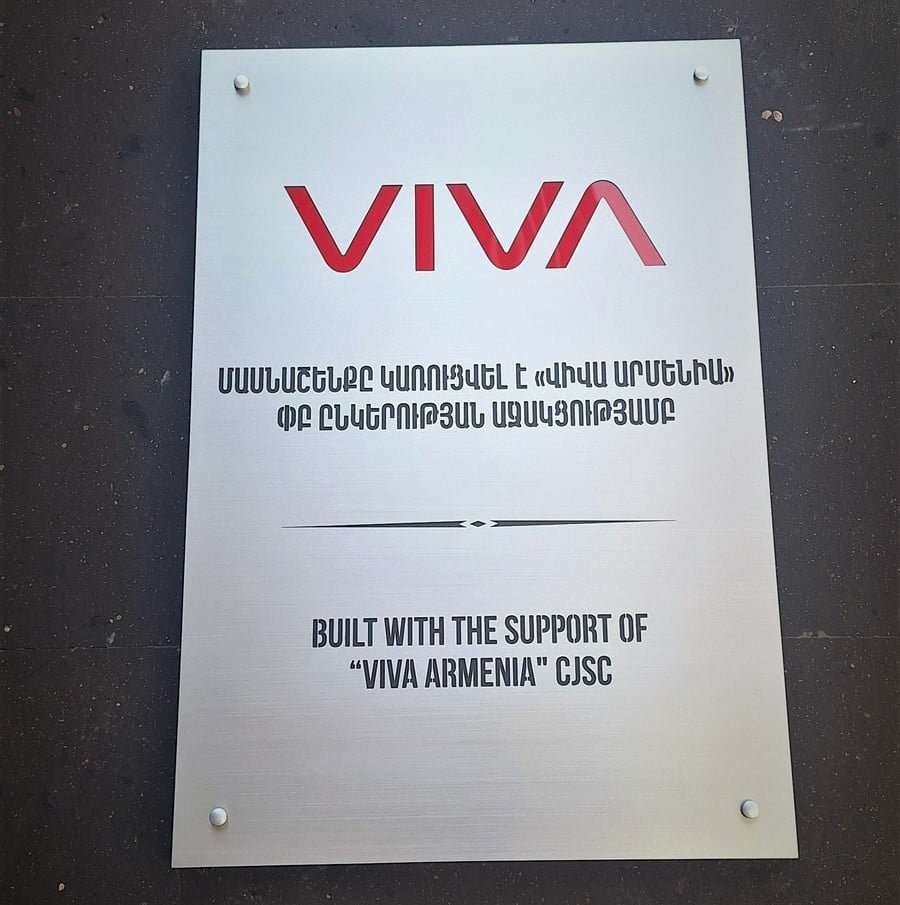 VIVA
ՄԱՍՆԱՇԵՆՔԸ ԿԱՌՈՒՑՎԵԼ Է «ՎԻՎԱ ԱՐՄԵՆԻԱ»
ՓԲ ԸՆԿԵՐՈՒԹՅԱՆ ԱՋԱԿՑՈՒԹՅԱՄԲ
BUILT WITH THE SUPPORT OF
“VIVA ARMENIA" CJSC